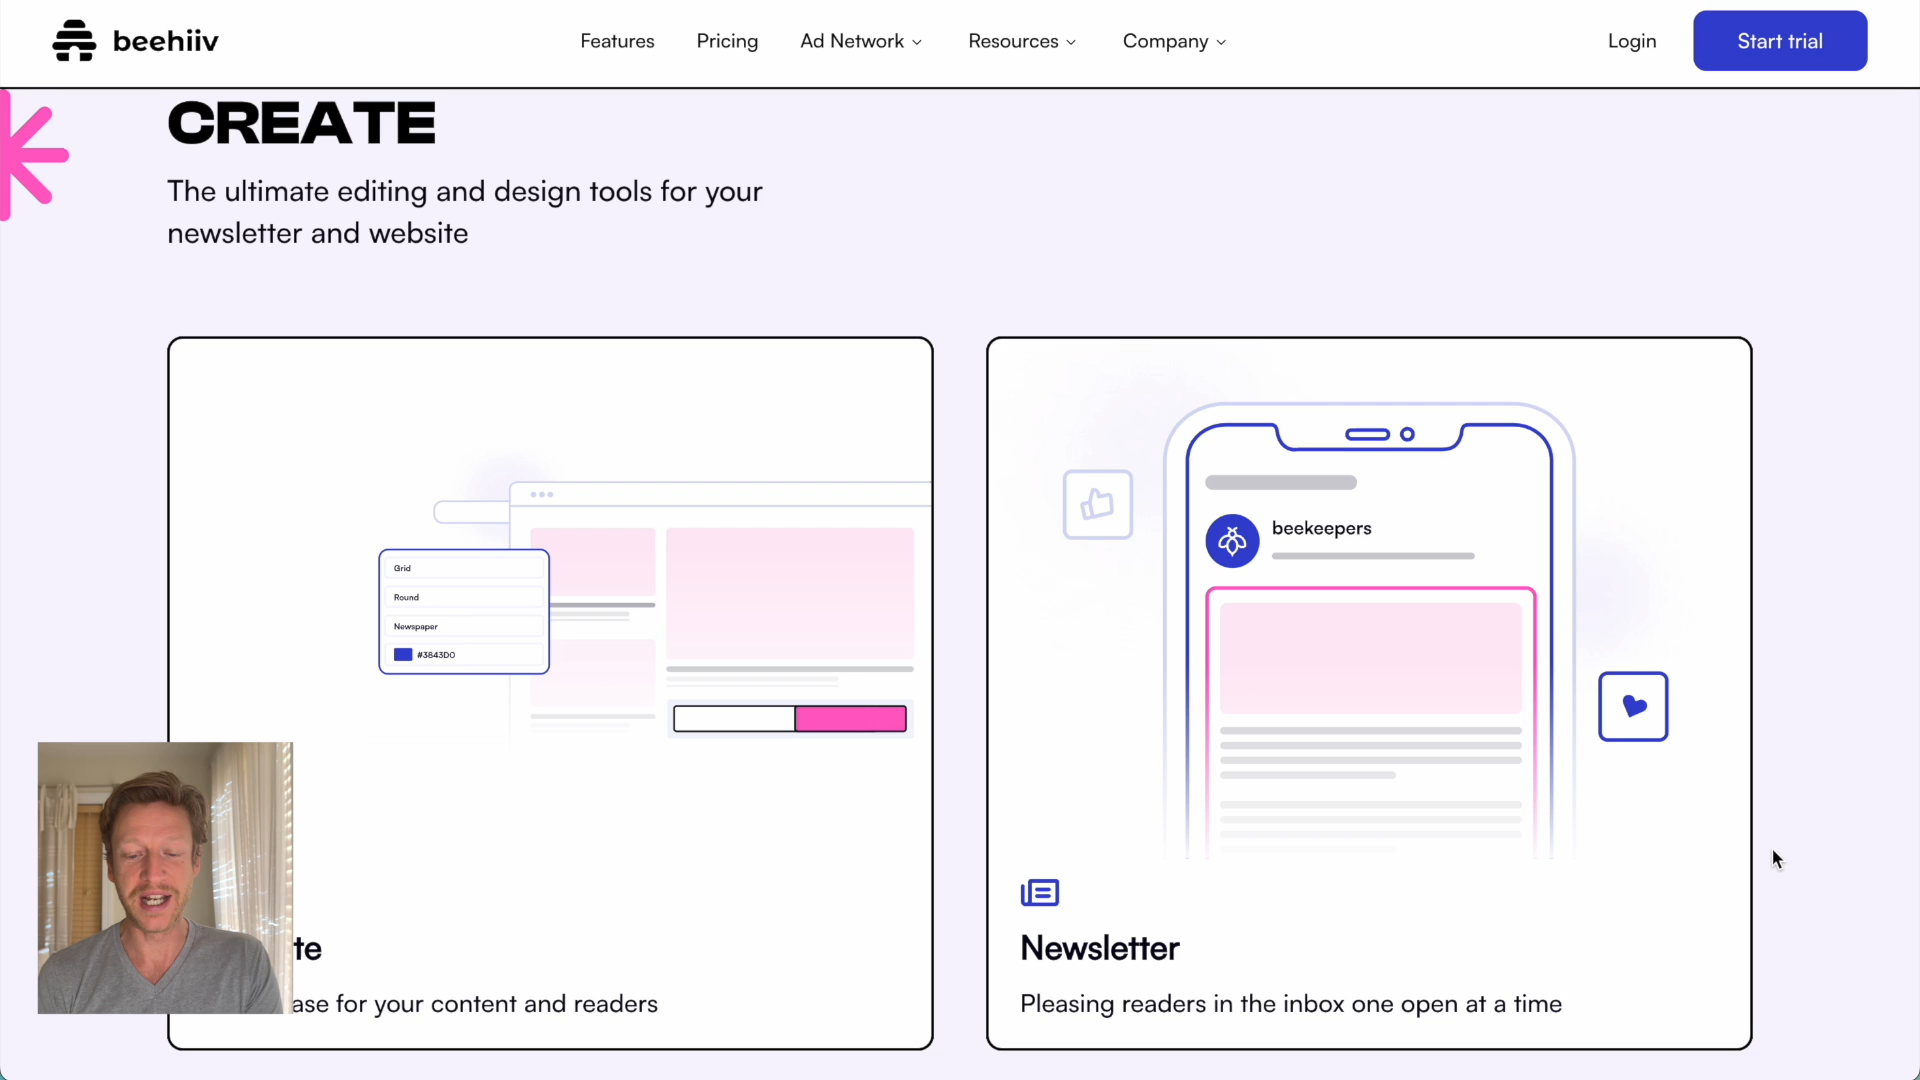 beehiiv
Features
Pricing
Ad Network
Resources
Company
Login
Start trial
CREATE
The ultimate editing and design tools for your
newsletter and website
Grid
Round
Newspaper
#3843D0
beekeepers
te
ase for your content and readers
Newsletter
Pleasing readers in the inbox one open at a time